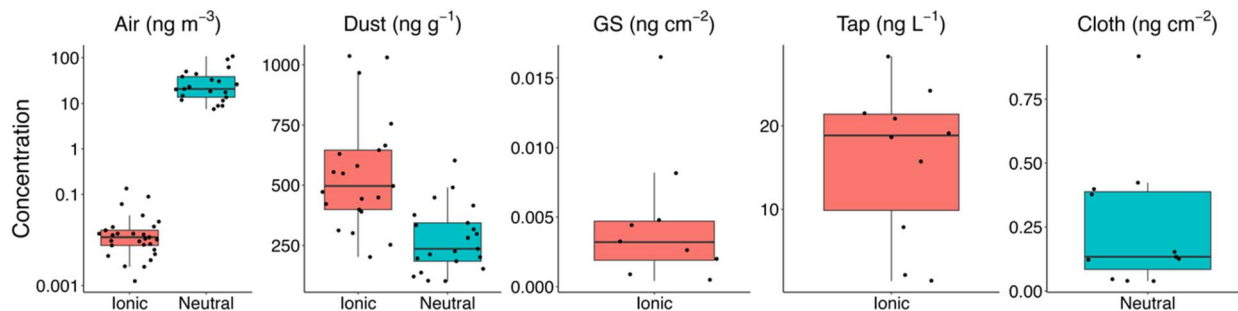 Air (ng m⁻³)
Dust (ng g⁻¹)
GS (ng cm⁻²)
Tap (ng L⁻¹)
Cloth (ng cm⁻²)
Concentration
100
10
1
0.1
0.001
Ionic
Neutral
1000
750
500
250
Ionic
Neutral
0.015
0.010
0.005
0.000
Ionic
20
10
Ionic
0.75
0.50
0.25
0.00
Neutral